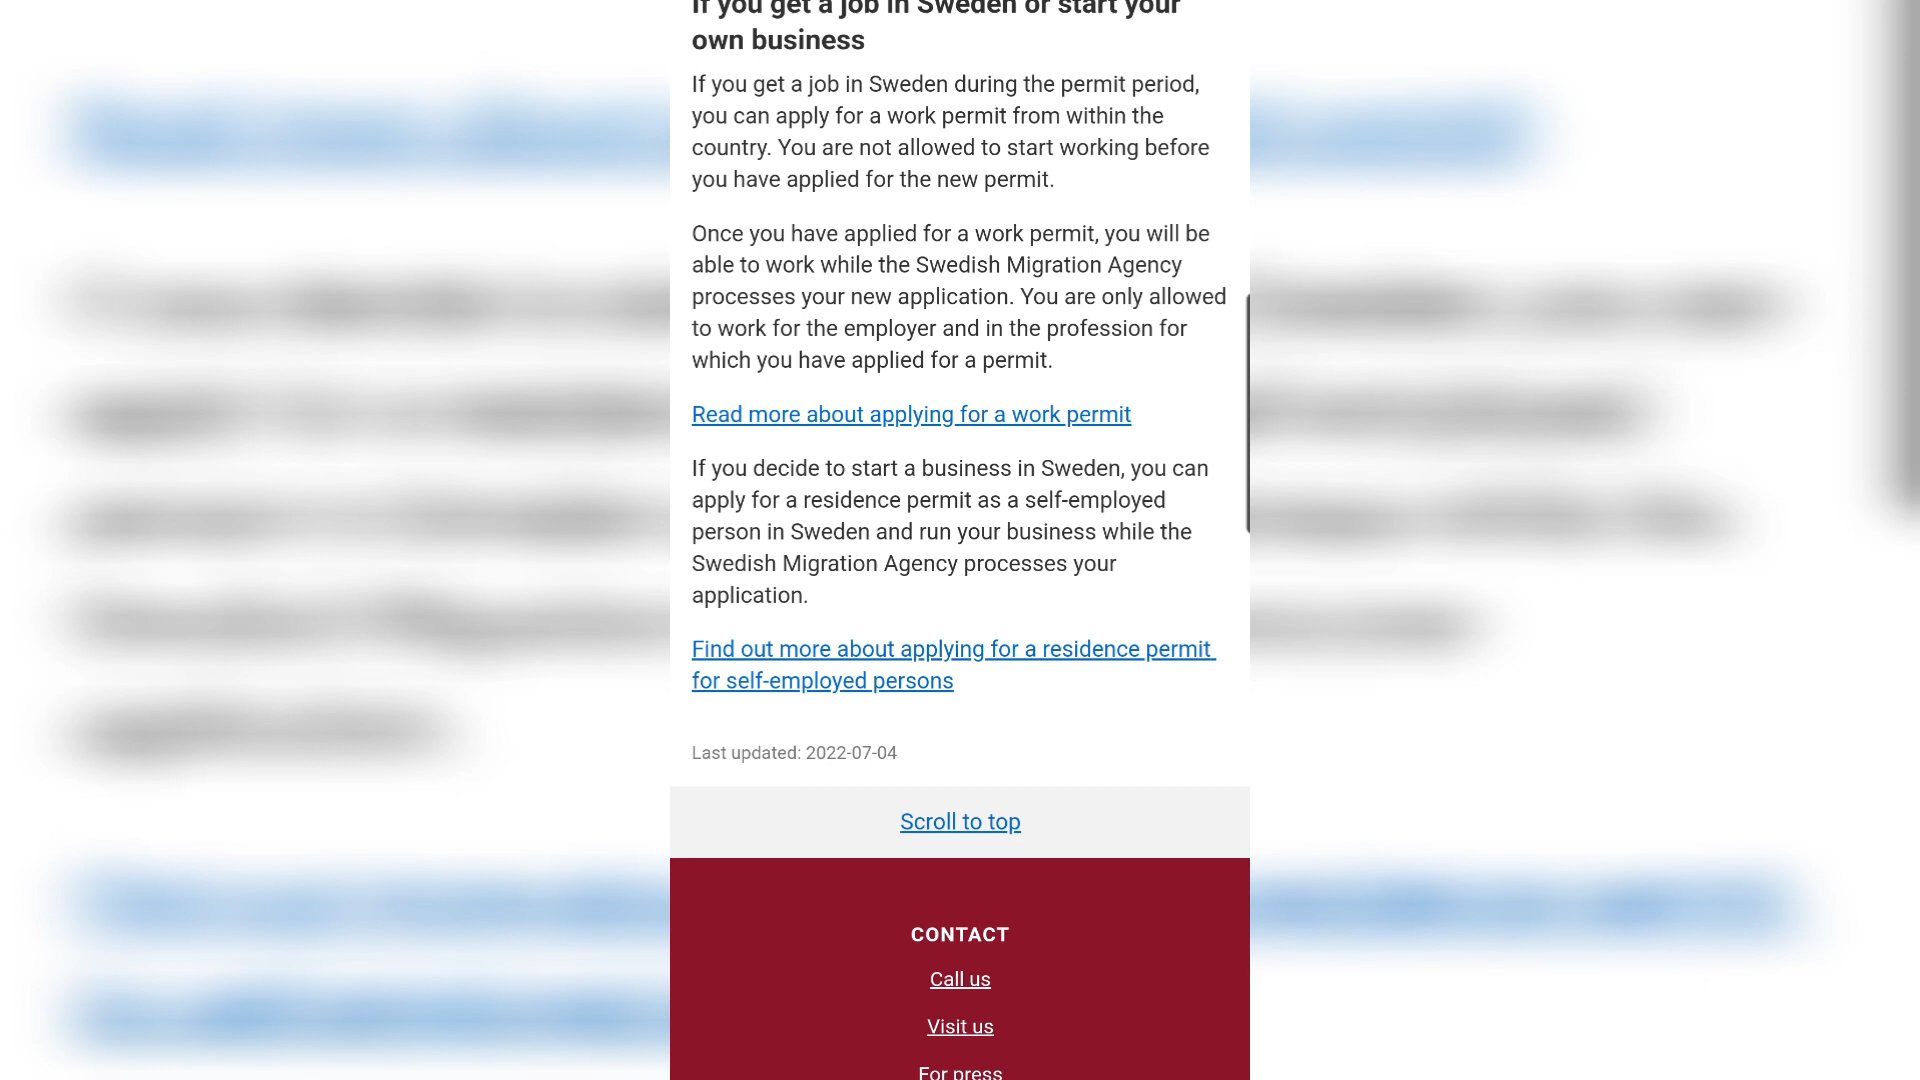 If you get a job in Sweden or start your
own business
If you get a job in Sweden during the permit period,
you can apply for a work permit from within the
country. You are not allowed to start working before
you have applied for the new permit.
Once you have applied for a work permit, you will be
able to work while the Swedish Migration Agency
processes your new application. You are only allowed
to work for the employer and in the profession for
which you have applied for a permit.
Read more about applying for a work permit
If you decide to start a business in Sweden, you can
apply for a residence permit as a self-employed
person in Sweden and run your business while the
Swedish Migration Agency processes your
application.
Find out more about applying for a residence permit
for self-employed persons
Last updated: 2022-07-04
Scroll to top
CONTACT
Call us
Visit us
For press